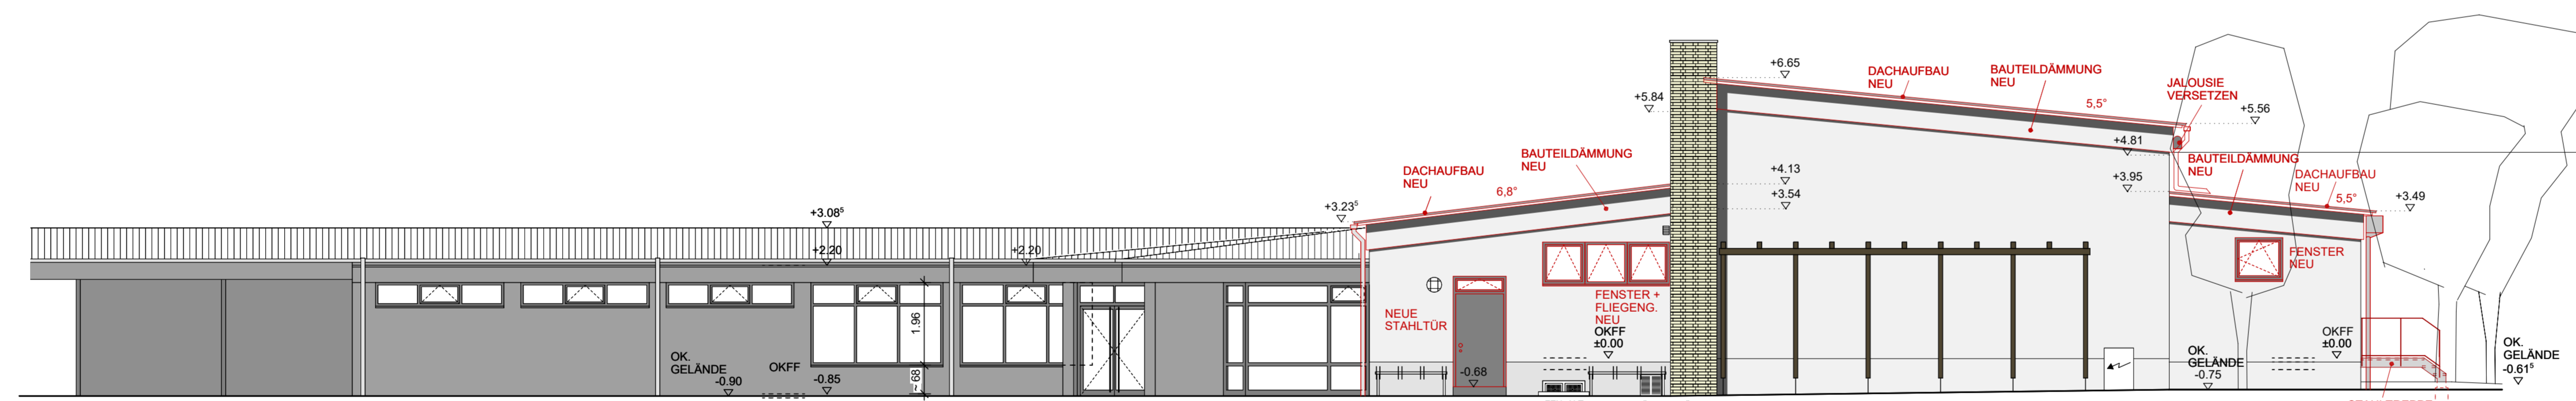 +3.08⁵
+2.20
+2.20
1.96
~68
OK.
GELÄNDE
-0.90
OKFF
-0.85
+3.23⁵
DACHAUFBAU
NEU
6,8°
BAUTEILDÄMMUNG
NEU
NEUE
STAHLTÜR
-0.68
FENSTER +
FLIEGENG.
NEU
OKFF
±0.00
+5.84
+6.65
+4.13
+3.54
DACHAUFBAU
NEU
BAUTEILDÄMMUNG
NEU
5,5°
JALOUSIE
VERSETZEN
+5.56
+4.81
+3.95
BAUTEILDÄMMUNG
NEU
DACHAUFBAU
NEU
5,5°
+3.49
FENSTER
NEU
OKFF
±0.00
OK.
GELÄNDE
-0.75
OK.
GELÄNDE
-0.61⁵